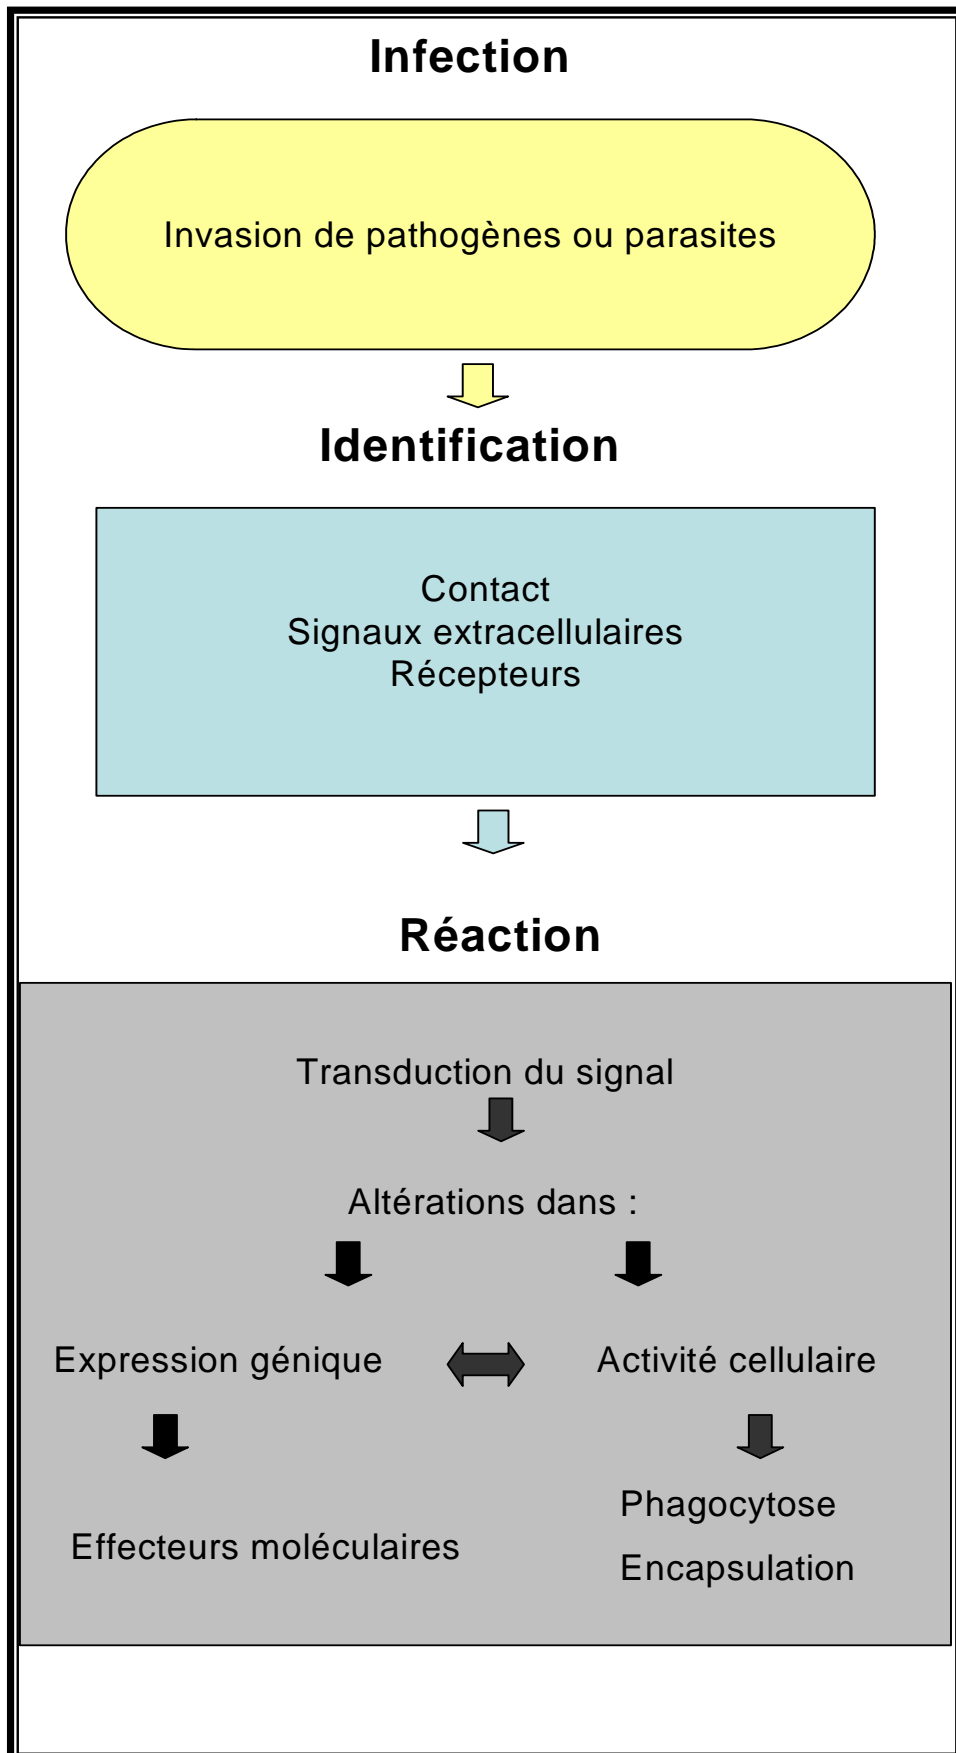 Infection
Invasion de pathogènes ou parasites
Identification
Contact
Signaux extracellulaires
Récepteurs
Réaction
Transduction du signal
Altérations dans :
Expression génique
Activité cellulaire
Effecteurs moléculaires
Phagocytose
Encapsulation